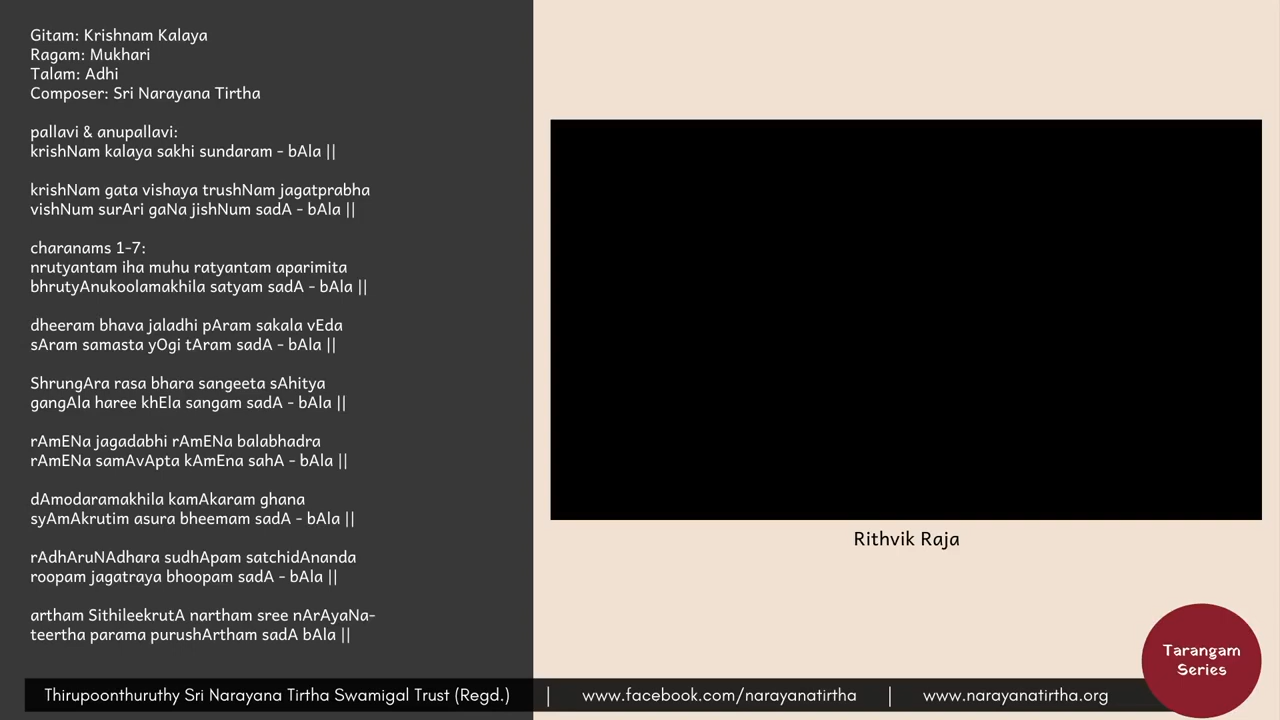 Gitam: Krishnam Kalaya
Ragam: Mukhari
Talam: Adhi
Composer: Sri Narayana Tirtha
pallavi & anupallavi:
krishNam kalaya sakhi sundaram - bAla ||
krishNam gata vishaya trushNam jagatprabha
vishNum surAri gaNa jishNum sadA - bAla ||
charanams 1-7:
nrutyantam iha muhu ratyantam aparimita
bhrutyAnukoolamakhila satyam sadA - bAla ||
dheeram bhava jaladhi pAram sakala vEda
sAram samasta yOgi tAram sadA - bAla ||
ShrungAra rasa bhara sangeeta sAhitya
gangAla haree khEla sangam sadA - bAla ||
rAmENa jagadabhi rAmENa balabhadra
rAmENa samAvApta kAmEna sahA - bAla ||
dAmodaramakhila kamAkaram ghana
syAmAkrutim asura bheemam sadA - bAla ||
rAdhAruNAdhara sudhApam satchidAnanda
roopam jagatraya bhoopam sadA - bAla ||
artham SithileekrutA nartham sree nArAyaNa-
teertha parama purushArtham sadA bAla ||
Rithvik Raja
Tarangam
Series
Thirupoonthuruthy Sri Narayana Tirtha Swamigal Trust (Regd.) | www.facebook.com/narayanatirtha | www.narayanatirtha.org